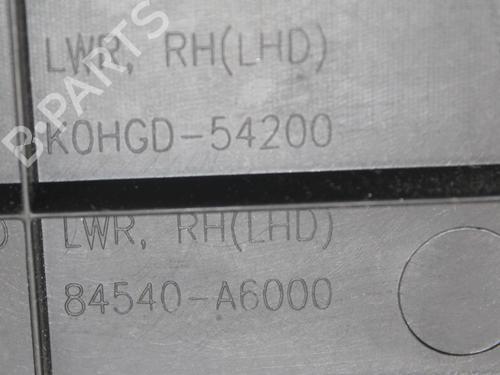 B-PARTS
LWR, RH(LHD)
K0HGD-54200
LWR, RH(LHD)
84540-A6000